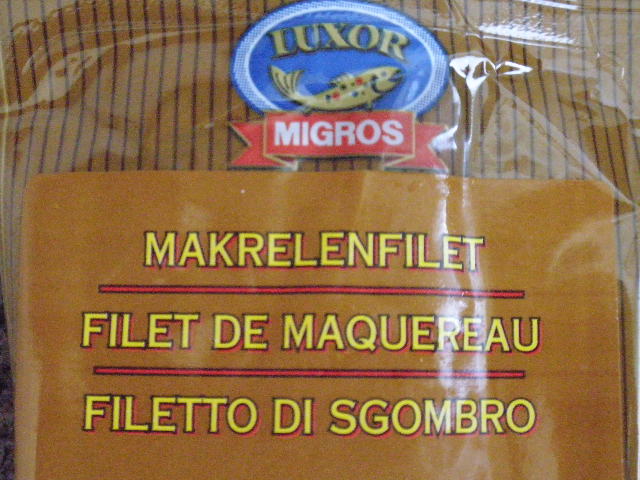 LUXOR
MIGROS
MAKRELENFILET
FILET DE MAQUEREAU
FILETTO DI SGOMBRO